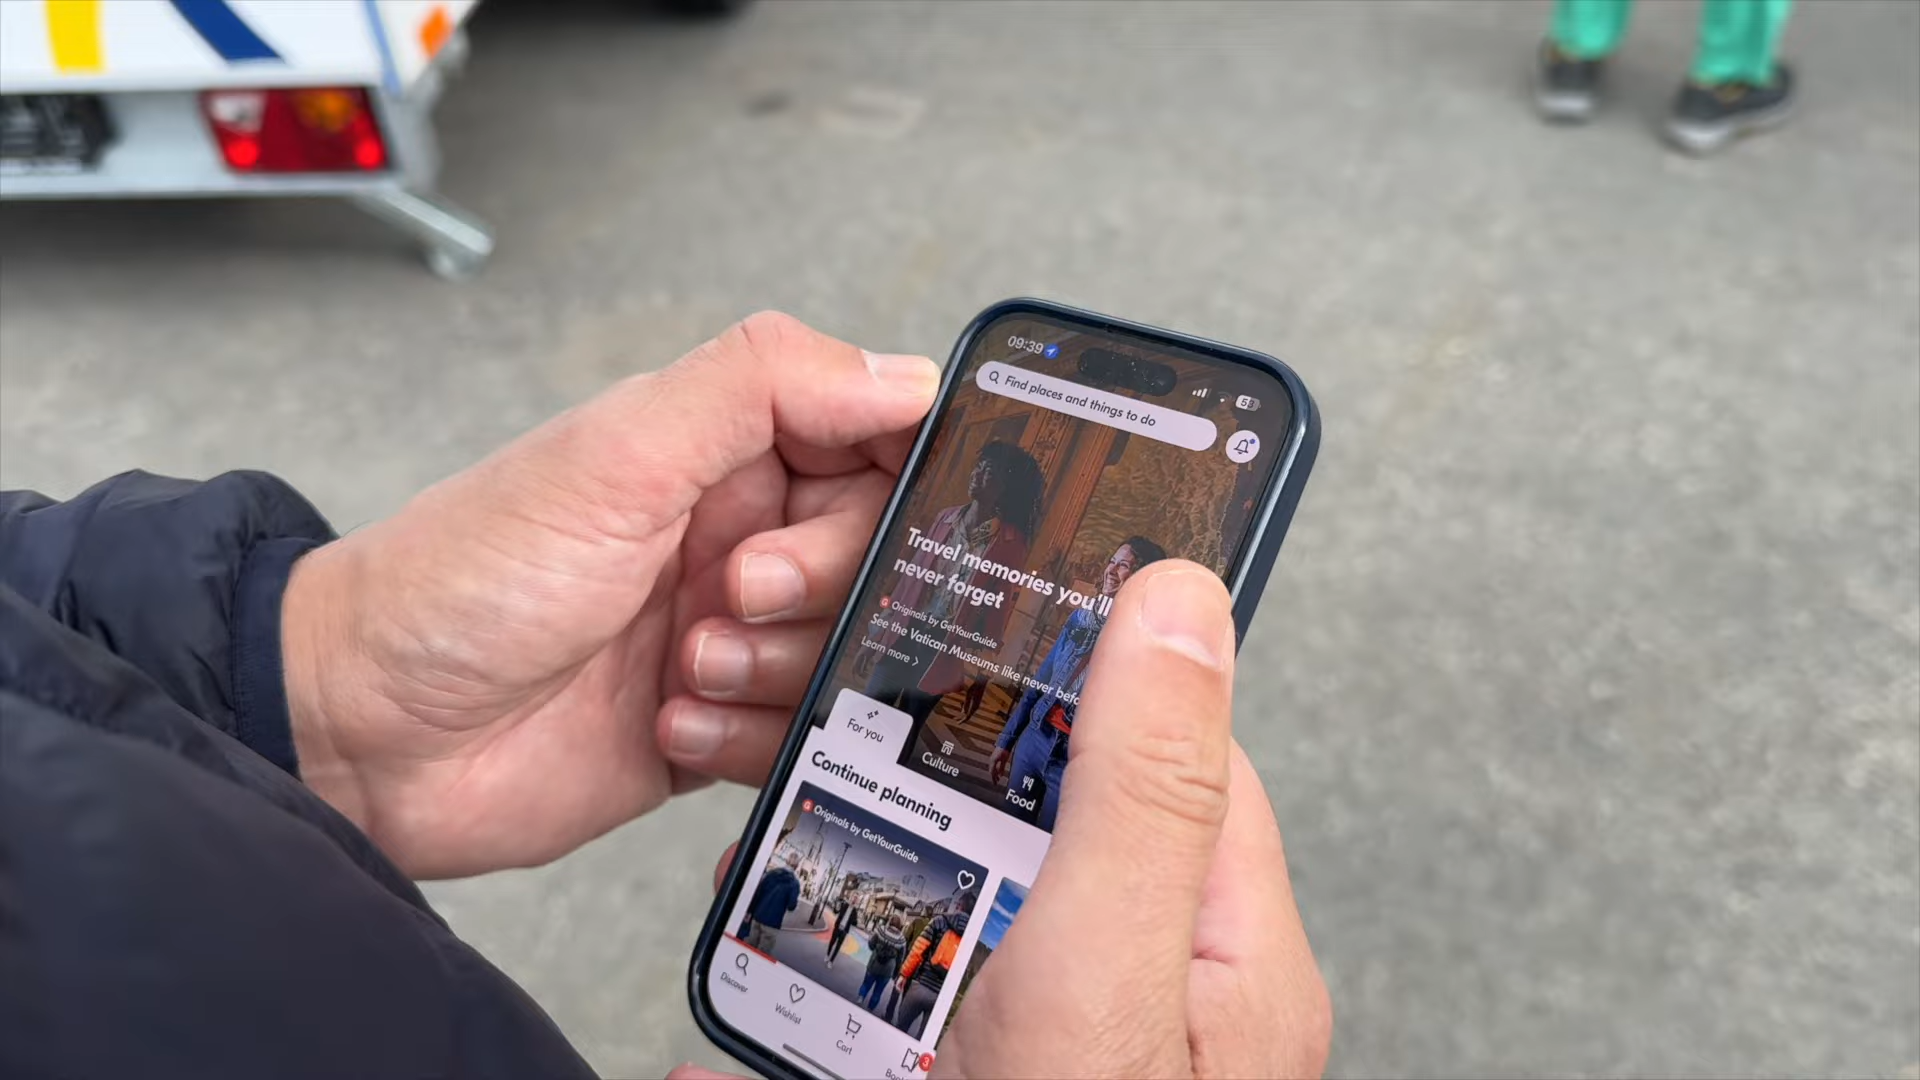 09:39
53
Find places and things to do
Travel memories you'll
never forget
Originals by GetYourGuide
See the Vatican Museums like never befo
Learn more
For you
Culture
Food
Continue planning
G Originals by GetYourGuide
Discover
Wishlist
Cart
3